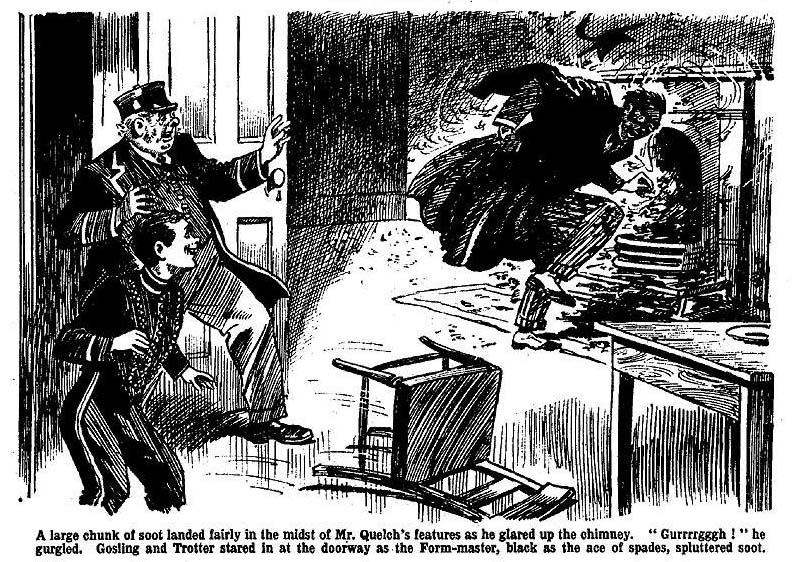 A large chunk of soot landed fairly in the midst of Mr. Quelch's features as he glared up the chimney. "Gurrrrgggh!" he
gurgled. Gosling and Trotter stared in at the doorway as the Form-master, black as the ace of spades, spluttered soot.